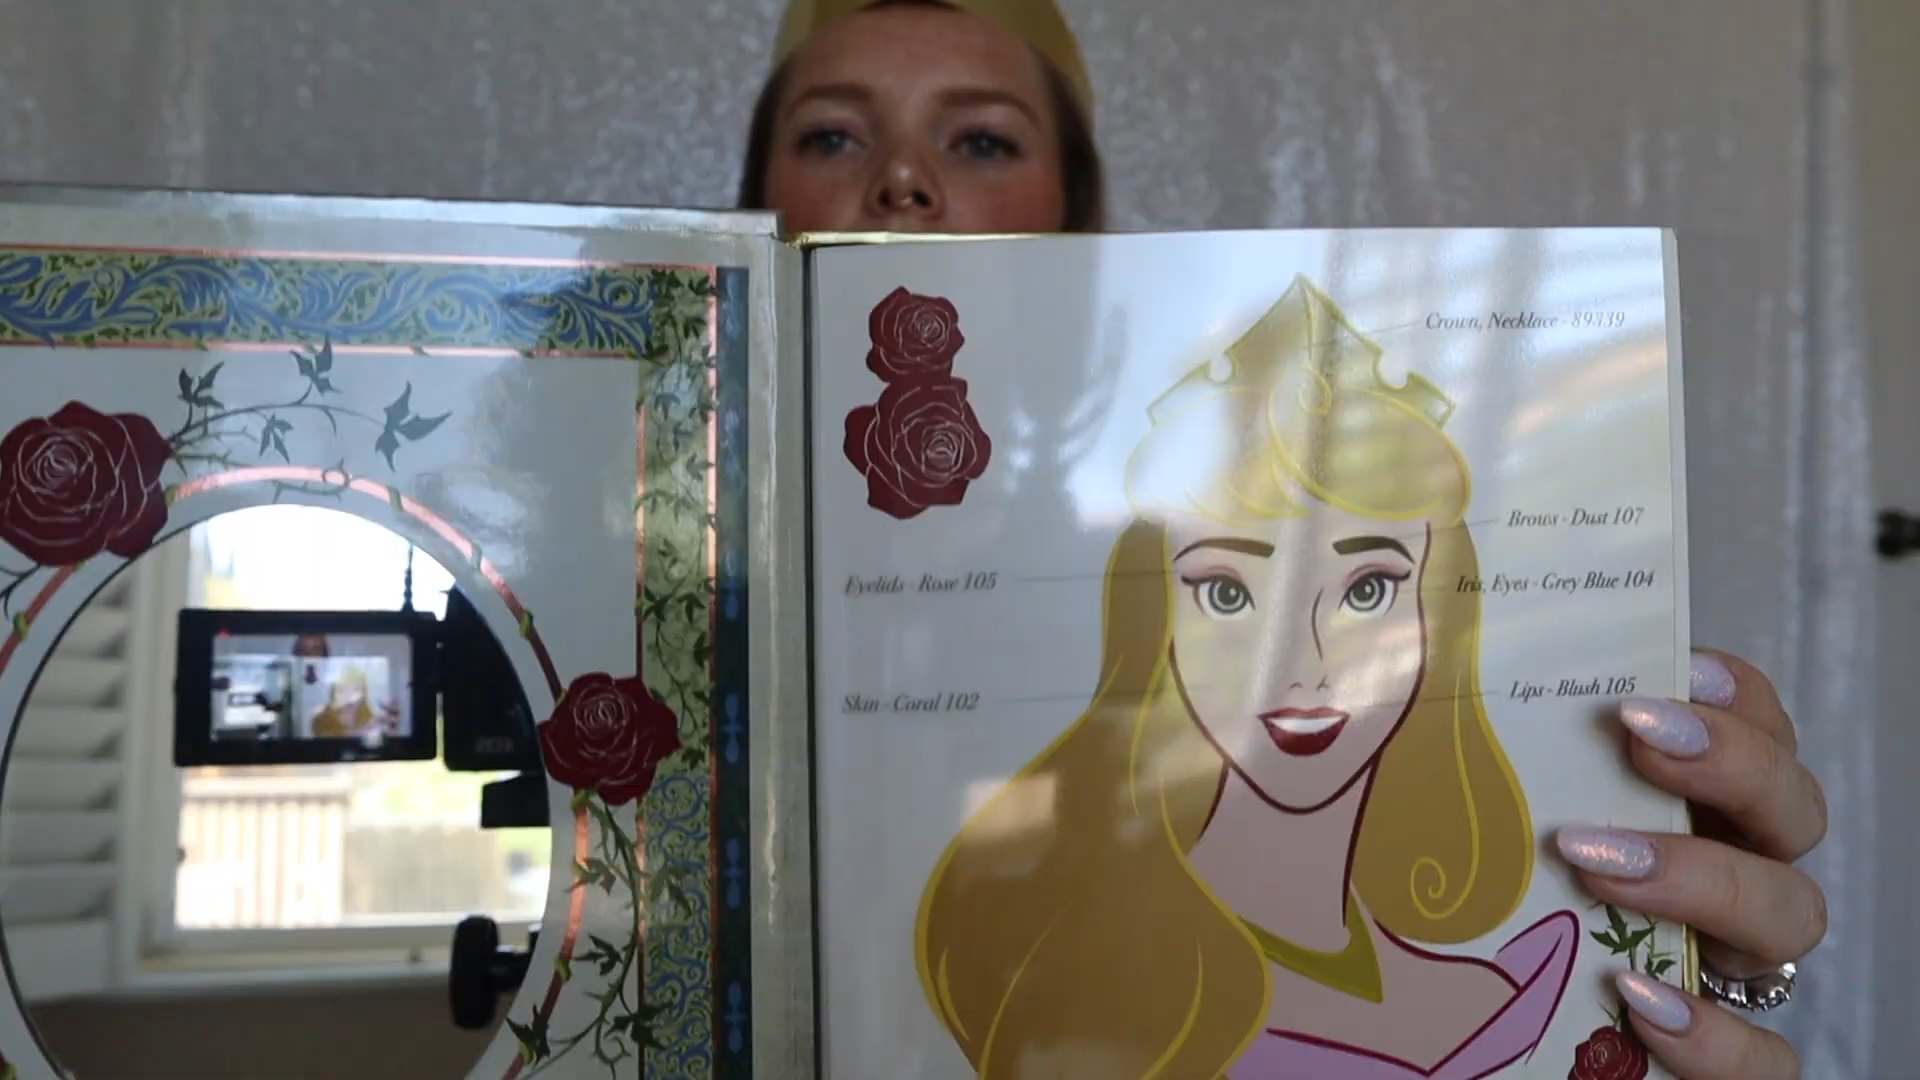 Crown, Necklace - 89339
Brows - Dust 107
Eyelids - Rose 105
Iris, Eyes - Grey Blue 104
Skin - Coral 102
Lips - Blush 105